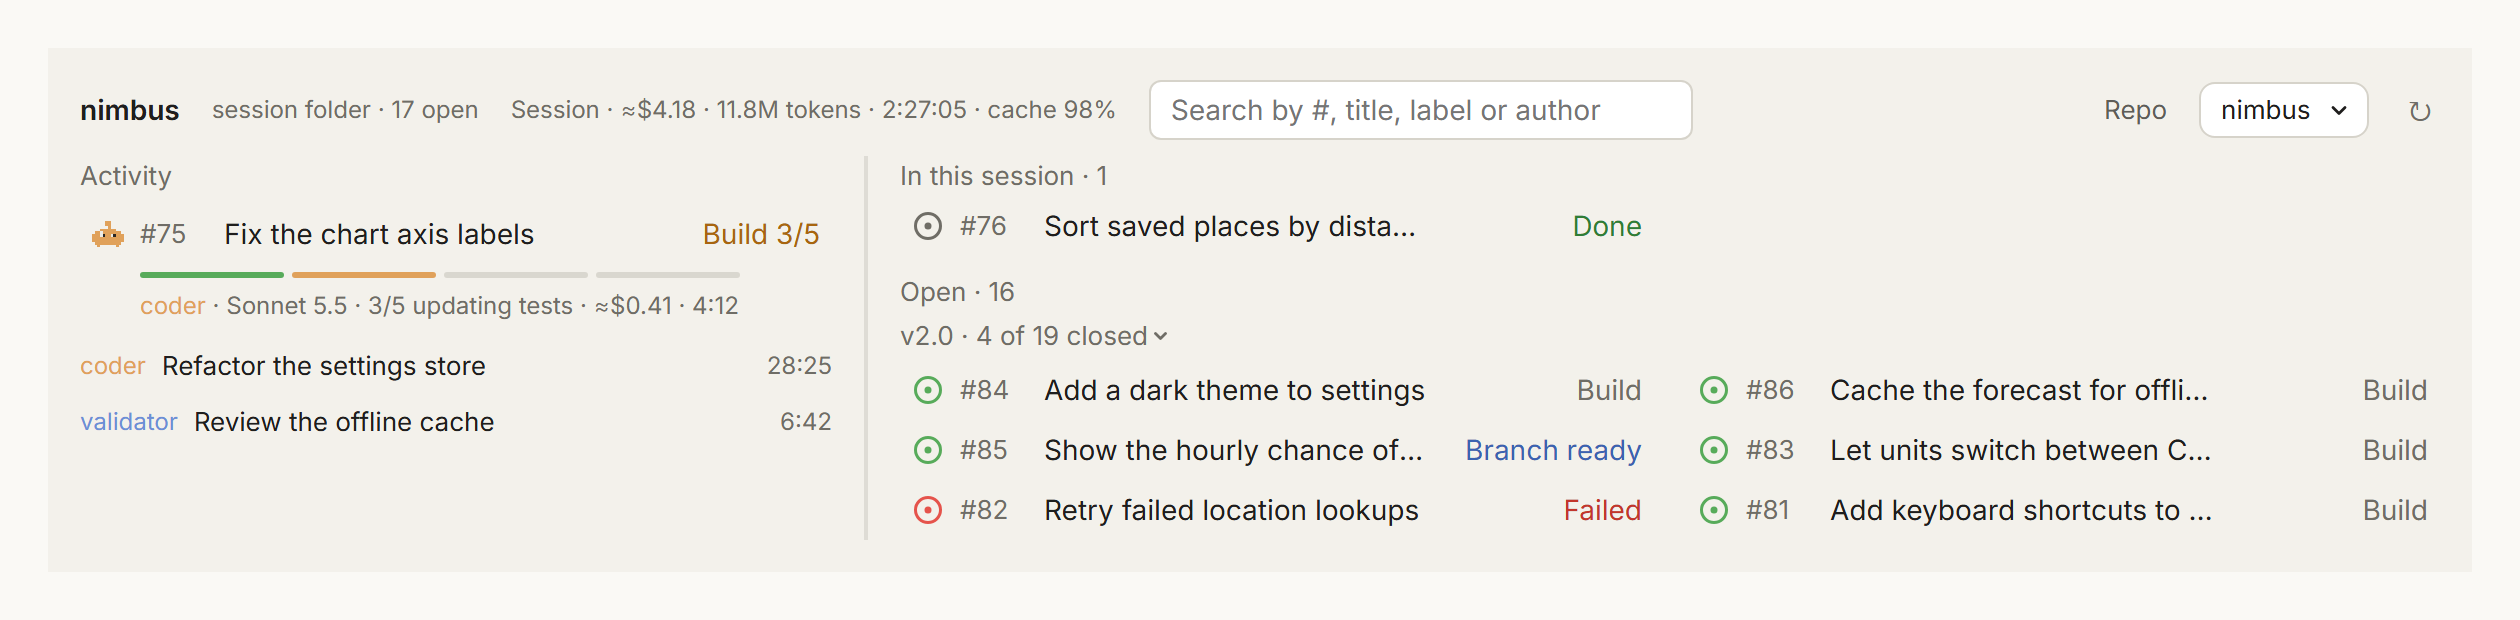 nimbus session folder · 17 open Session · ≈$4.18 · 11.8M tokens · 2:27:05 · cache 98% Search by #, title, label or author Repo nimbus
Activity
#75 Fix the chart axis labels Build 3/5
coder · Sonnet 5.5 · 3/5 updating tests · ≈$0.41 · 4:12
coder Refactor the settings store 28:25
validator Review the offline cache 6:42
In this session · 1
#76 Sort saved places by dista... Done
Open · 16
v2.0 · 4 of 19 closed
#84 Add a dark theme to settings Build #86 Cache the forecast for offli... Build
#85 Show the hourly chance of... Branch ready #83 Let units switch between C... Build
#82 Retry failed location lookups Failed #81 Add keyboard shortcuts to ... Build